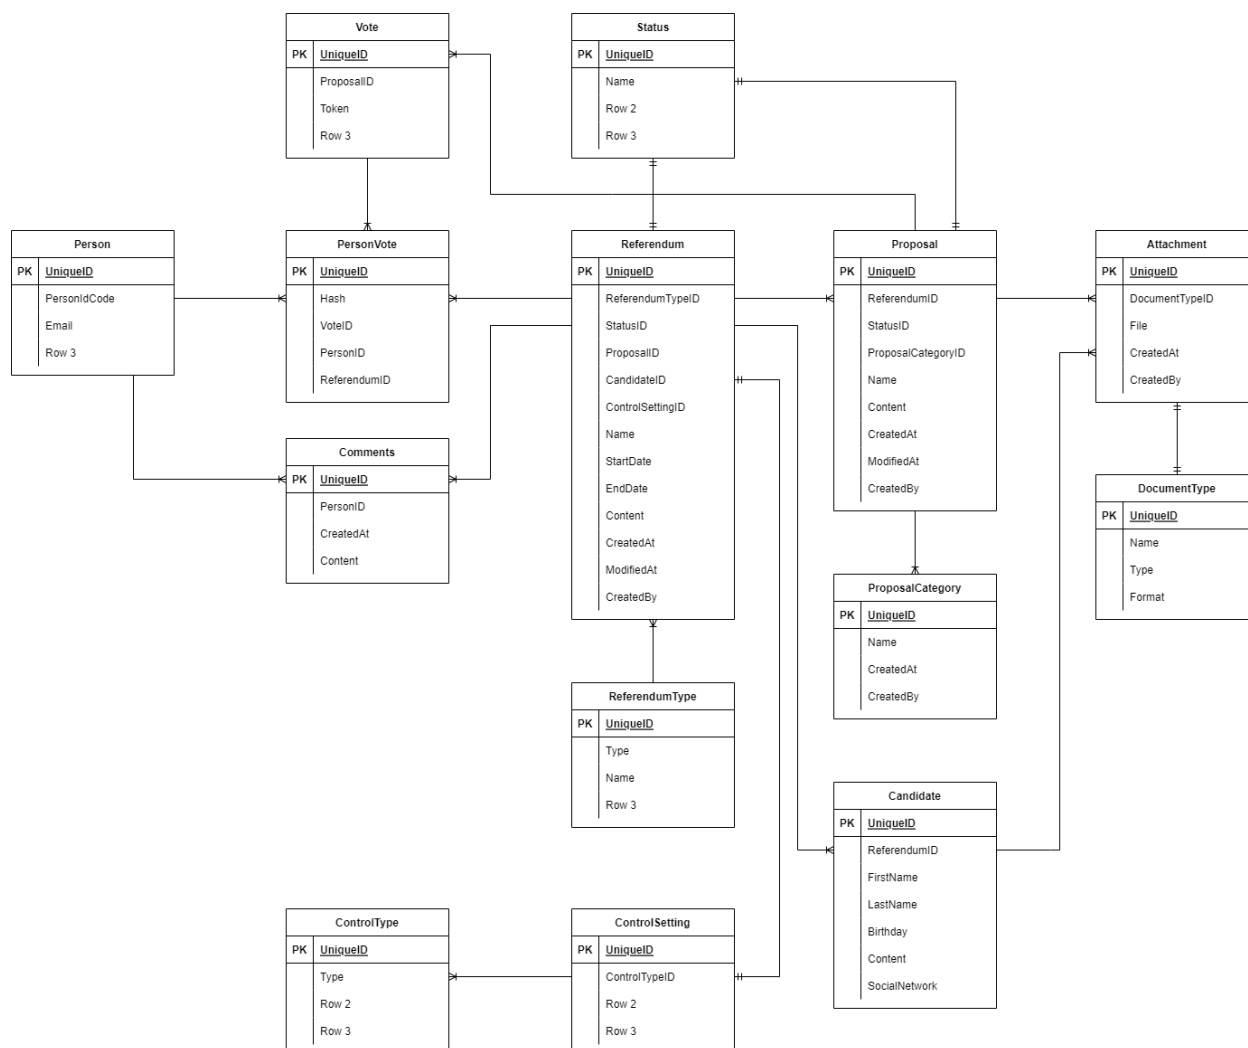 Vote
PK UniqueID
ProposalID
Token
Row 3
Status
PK UniqueID
Name
Row 2
Row 3
Person
PK UniqueID
PersonIdCode
Email
Row 3
PersonVote
PK UniqueID
Hash
VoteID
PersonID
ReferendumID
Referendum
PK UniqueID
ReferendumTypeID
StatusID
ProposalID
CandidateID
ControlSettingID
Name
StartDate
EndDate
Content
CreatedAt
ModifiedAt
CreatedBy
Proposal
PK UniqueID
ReferendumID
StatusID
ProposalCategoryID
Name
Content
CreatedAt
ModifiedAt
CreatedBy
Attachment
PK UniqueID
DocumentTypeID
File
CreatedAt
CreatedBy
Comments
PK UniqueID
PersonID
CreatedAt
Content
DocumentType
PK UniqueID
Name
Type
Format
ProposalCategory
PK UniqueID
Name
CreatedAt
CreatedBy
ReferendumType
PK UniqueID
Type
Name
Row 3
Candidate
PK UniqueID
ReferendumID
FirstName
LastName
Birthday
Content
SocialNetwork
ControlType
PK UniqueID
Type
Row 2
Row 3
ControlSetting
PK UniqueID
ControlTypeID
Row 2
Row 3